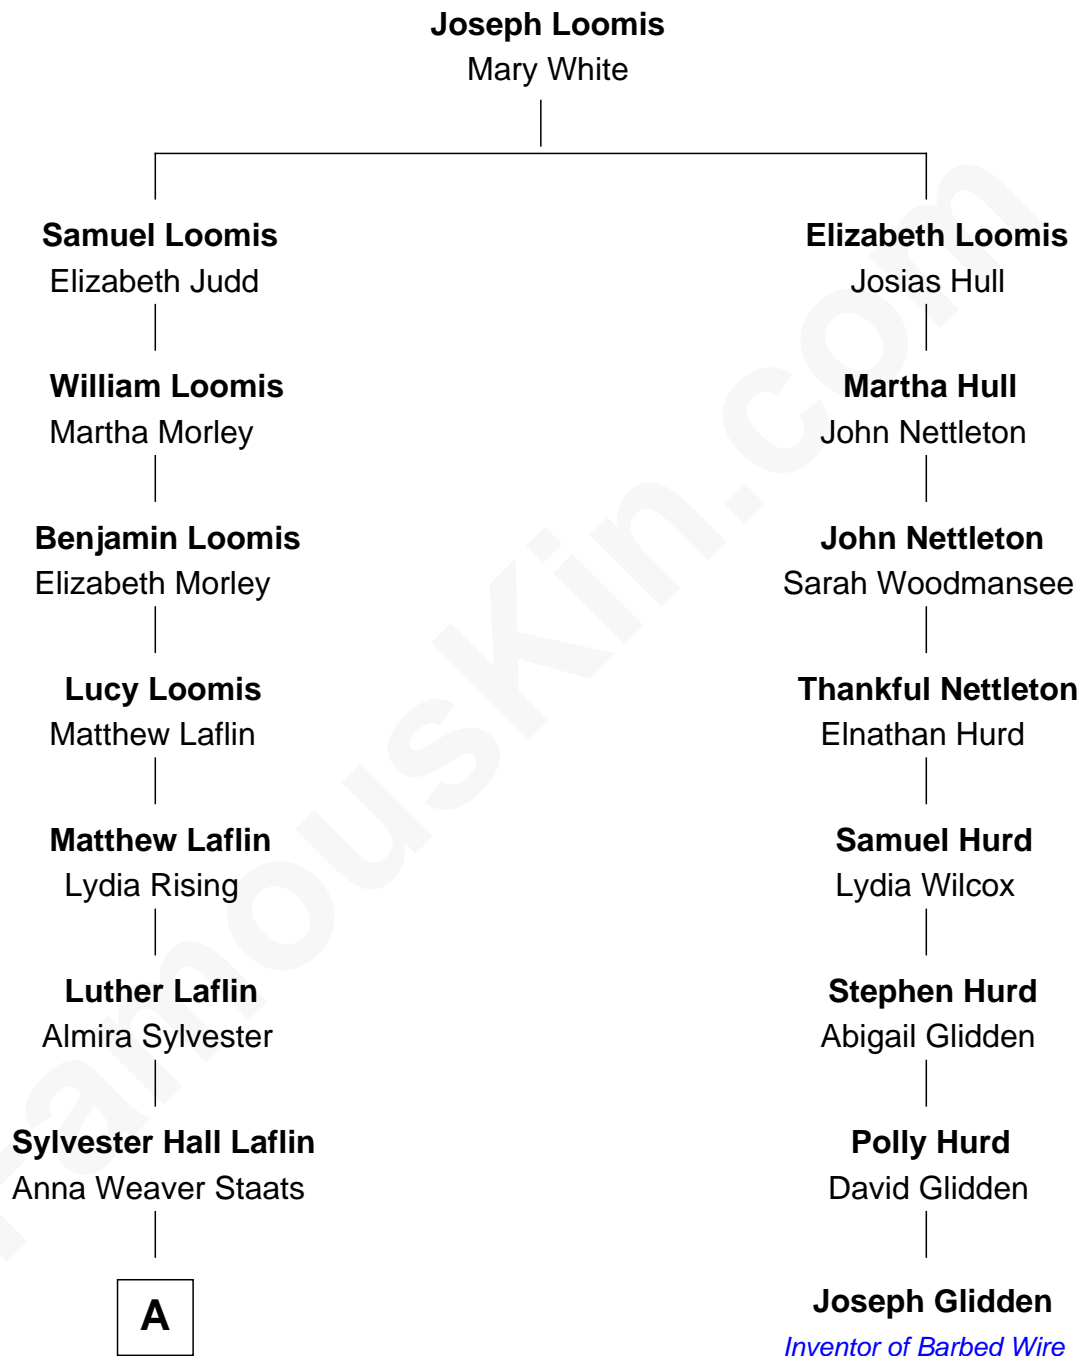 Joseph Loomis
Mary White
Samuel Loomis
Elizabeth Judd
William Loomis
Martha Morley
Benjamin Loomis
Elizabeth Morley
Lucy Loomis
Matthew Laflin
Matthew Laflin
Lydia Rising
Luther Laflin
Almira Sylvester
Sylvester Hall Laflin
Anna Weaver Staats
A
Elizabeth Loomis
Josias Hull
Martha Hull
John Nettleton
John Nettleton
Sarah Woodmansee
Thankful Nettleton
Elnathan Hurd
Samuel Hurd
Lydia Wilcox
Stephen Hurd
Abigail Glidden
Polly Hurd
David Glidden
Joseph Glidden
Inventor of Barbed Wire
FamousKin.com